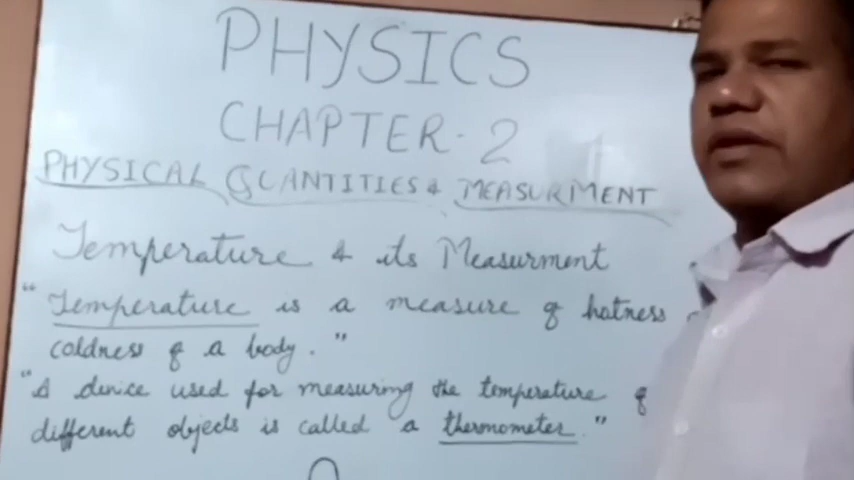 PHYSICS
CHAPTER-2
PHYSICAL QUANTITIES & MEASURMENT
Temperature & its Measurment
"Temperature is a measure of hotness
coldness of a body."
"A device used for measuring the temperature of
different objects is called a thermometer."